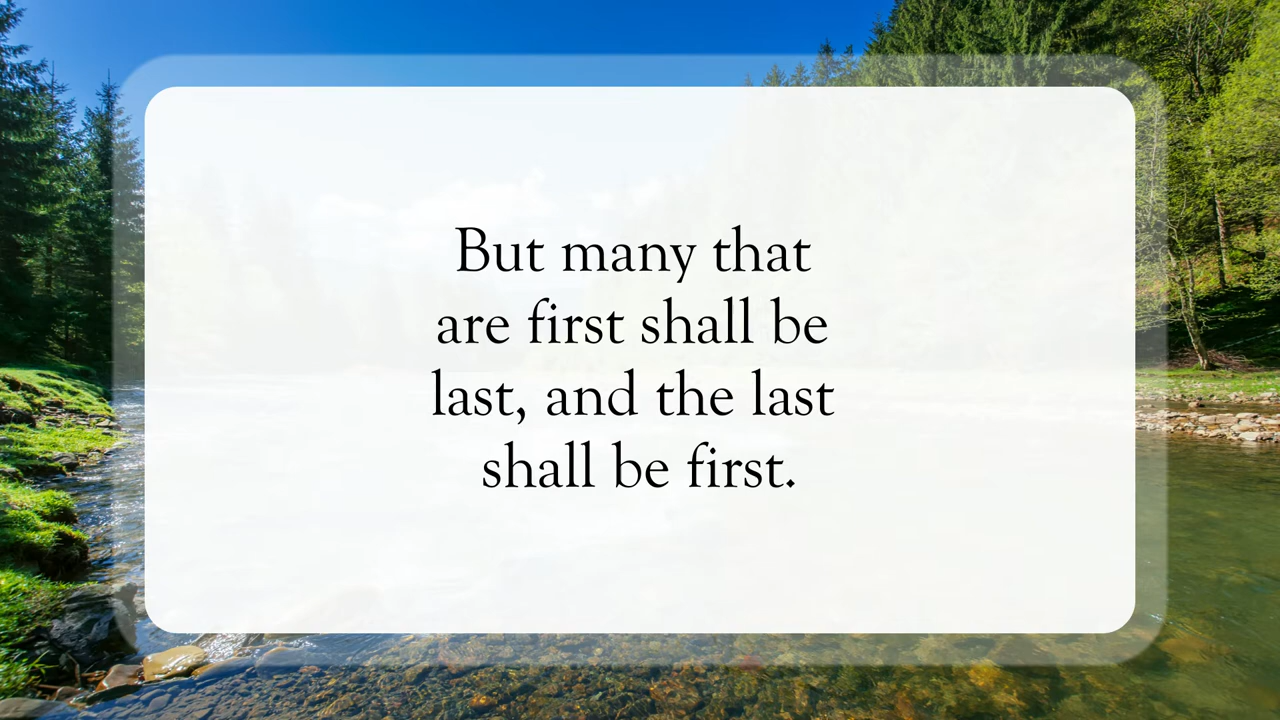 But many that
are first shall be
last, and the last
shall be first.